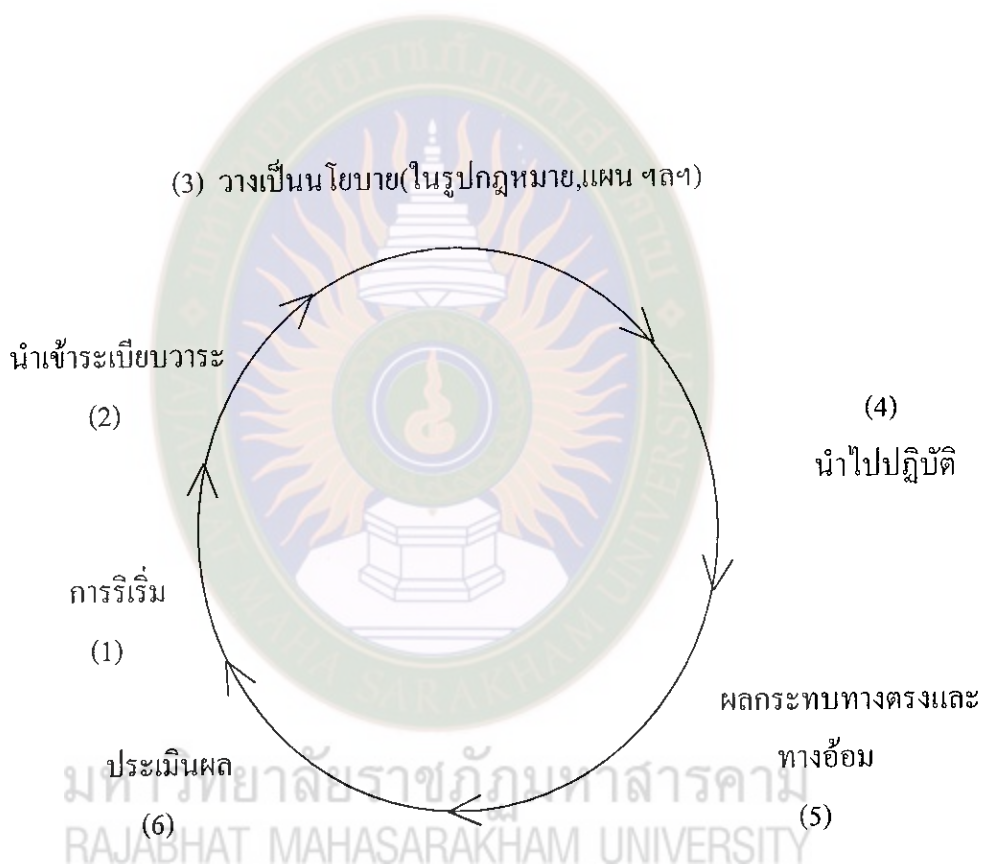 (3) วางเป็นนโยบาย(ในรูปกฎหมาย,แผน ฯลฯ)
นำเข้าระเบียบวาระ
(2)
(4)
นำไปปฏิบัติ
การริเริ่ม
(1)
ผลกระทบทางตรงและ
ทางอ้อม
(5)
ประเมินผล
(6)
มหาวิทยาลัยราชภัฏมหาสารคาม
RAJABHAT MAHASARAKHAM UNIVERSITY